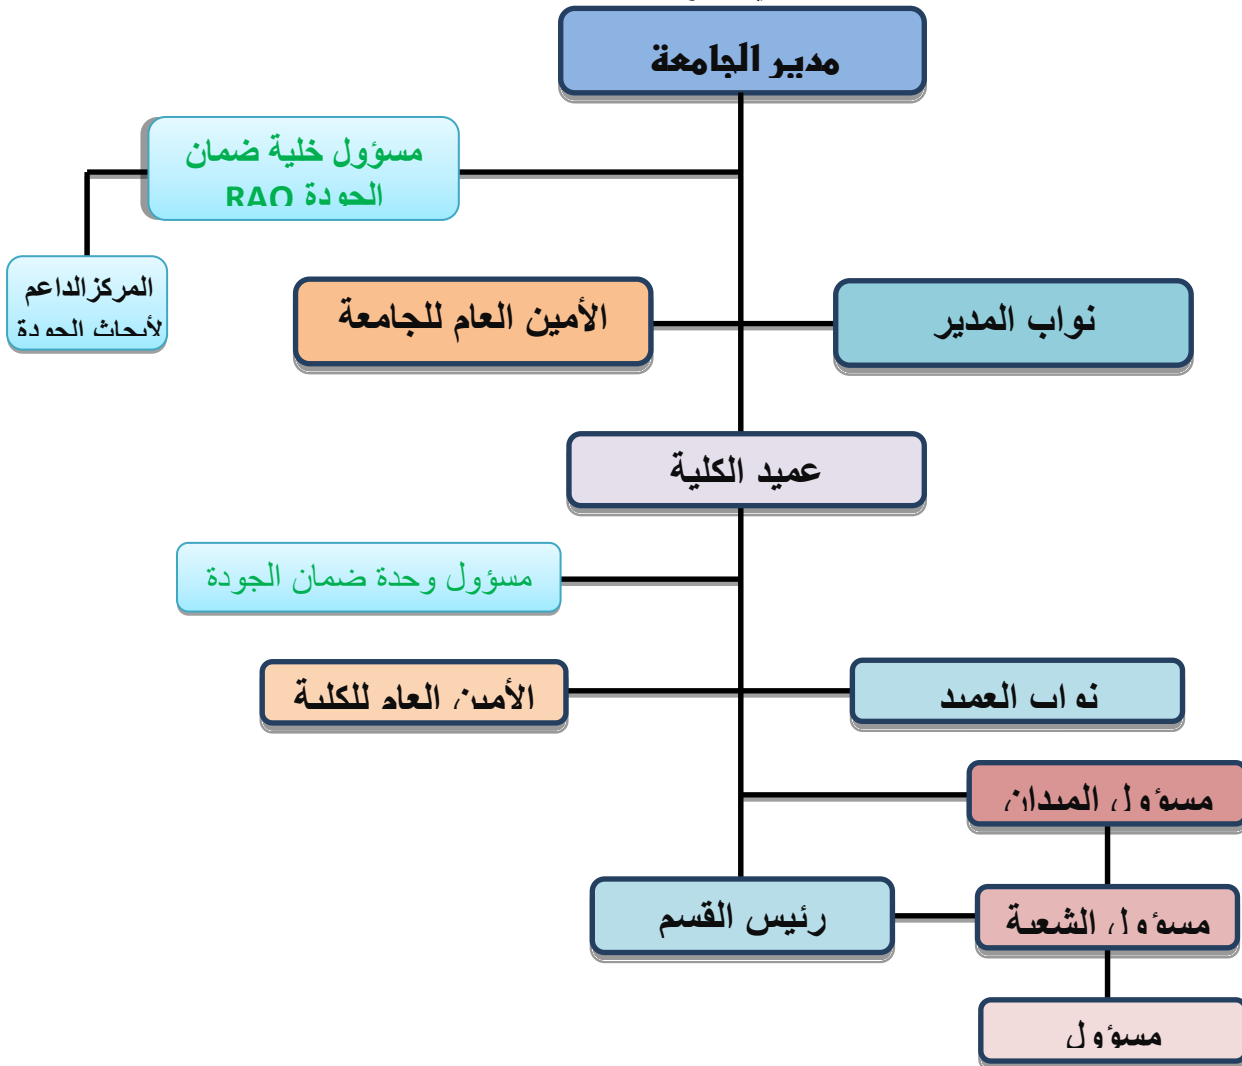 مدير الجامعة
مسؤول خلية ضمان
الجودة RAQ
المركزالداعم
لأبحاث الجودة
الأمين العام للجامعة
نواب المدير
عميد الكلية
مسؤول وحدة ضمان الجودة
الأمين العام للكلية
نواب العميد
مسؤول الميدان
رئيس القسم
مسؤول الشعبة
مسؤول